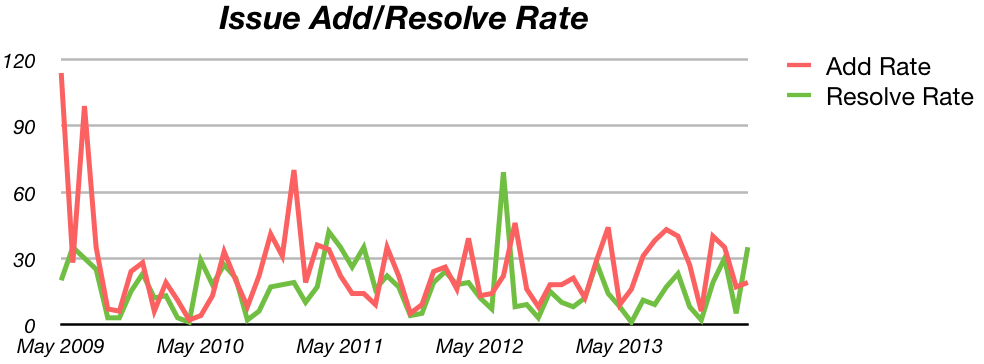 Issue Add/Resolve Rate
120
90
60
30
0
May 2009 May 2010 May 2011 May 2012 May 2013
Add Rate
Resolve Rate